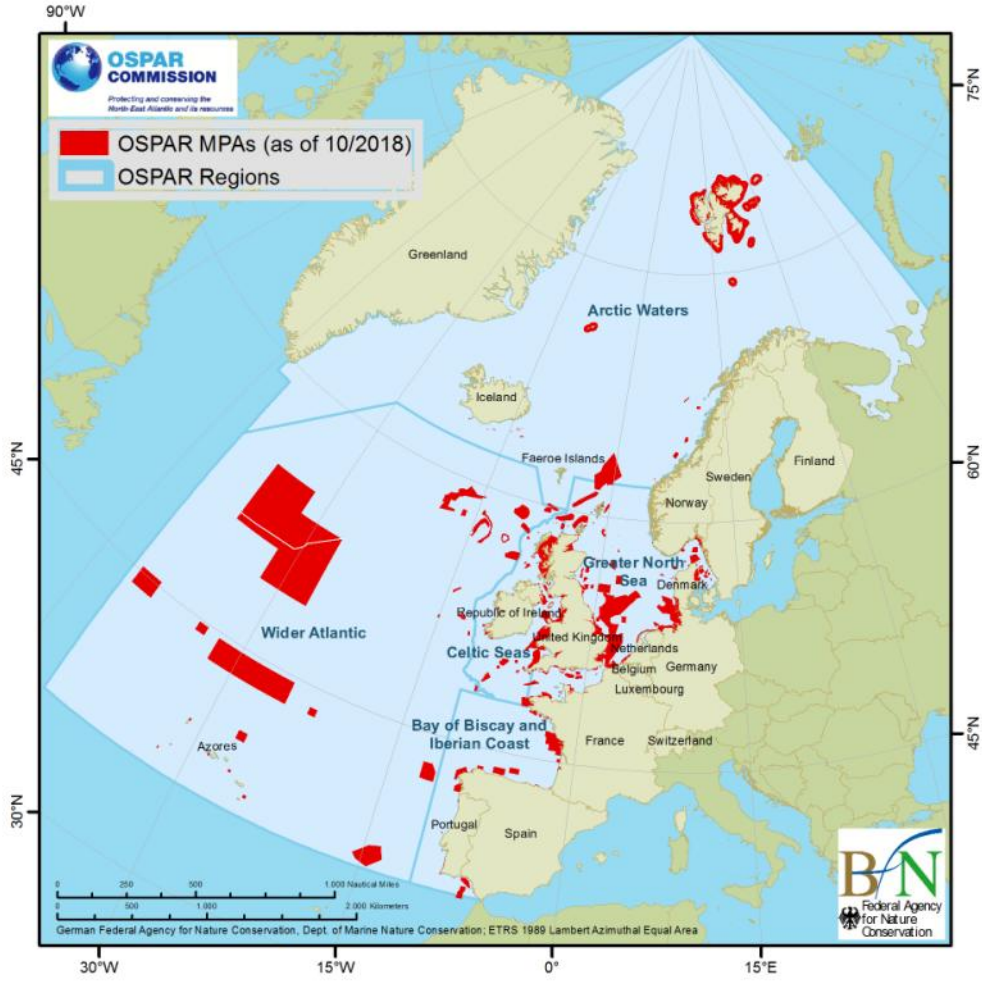 90°W
OSPAR
COMMISSION
Protecting and conserving the
North-East Atlantic and its resources
OSPAR MPAs (as of 10/2018)
OSPAR Regions
75°N
Greenland
Arctic Waters
Iceland
45°N
Faeroe Islands
Finland
60°N
Sweden
Norway
Greater North
Sea
Denmark
Republic of Ireland
Wider Atlantic
United Kingdom
Celtic Seas
Netherlands
Belgium
Germany
Luxembourg
Bay of Biscay and
Iberian Coast
France
Switzerland
45°N
Azores
30°N
Portugal
Spain
0 250 500 1.000 Nautical Miles
0 500 1.000 2.000 Kilometers
German Federal Agency for Nature Conservation, Dept. of Marine Nature Conservation; ETRS 1989 Lambert Azimuthal Equal Area
BfN
Federal Agency
for Nature
Conservation
30°W
15°W
0°
15°E